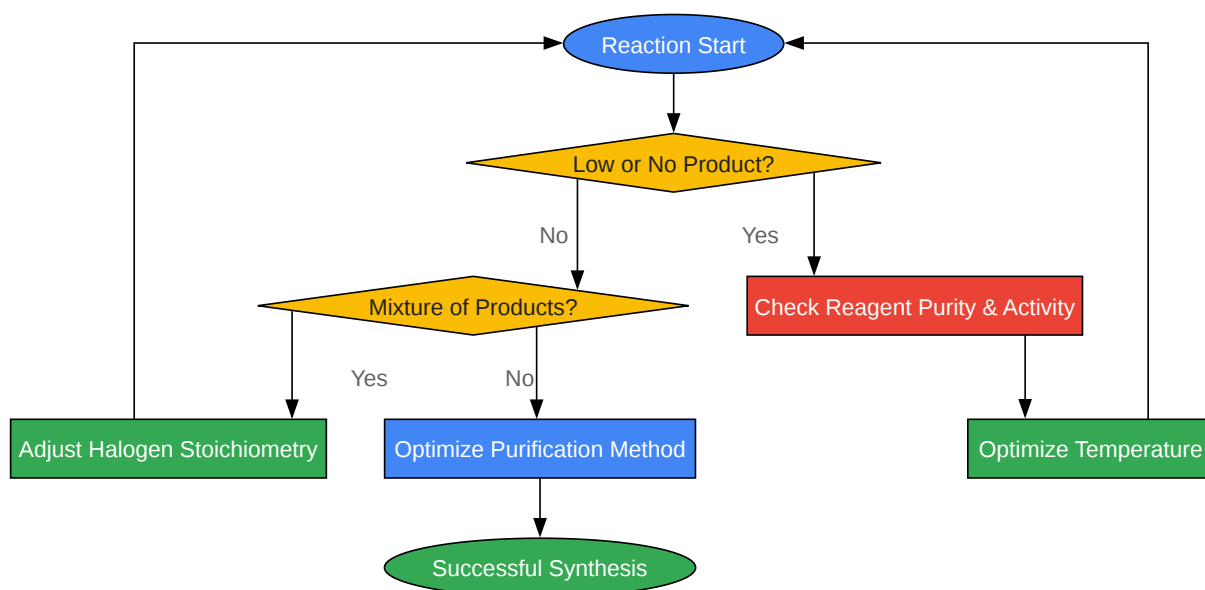 Reaction Start
Low or No Product?
No
Yes
Mixture of Products?
Check Reagent Purity & Activity
Yes
No
Adjust Halogen Stoichiometry
Optimize Purification Method
Optimize Temperature
Successful Synthesis